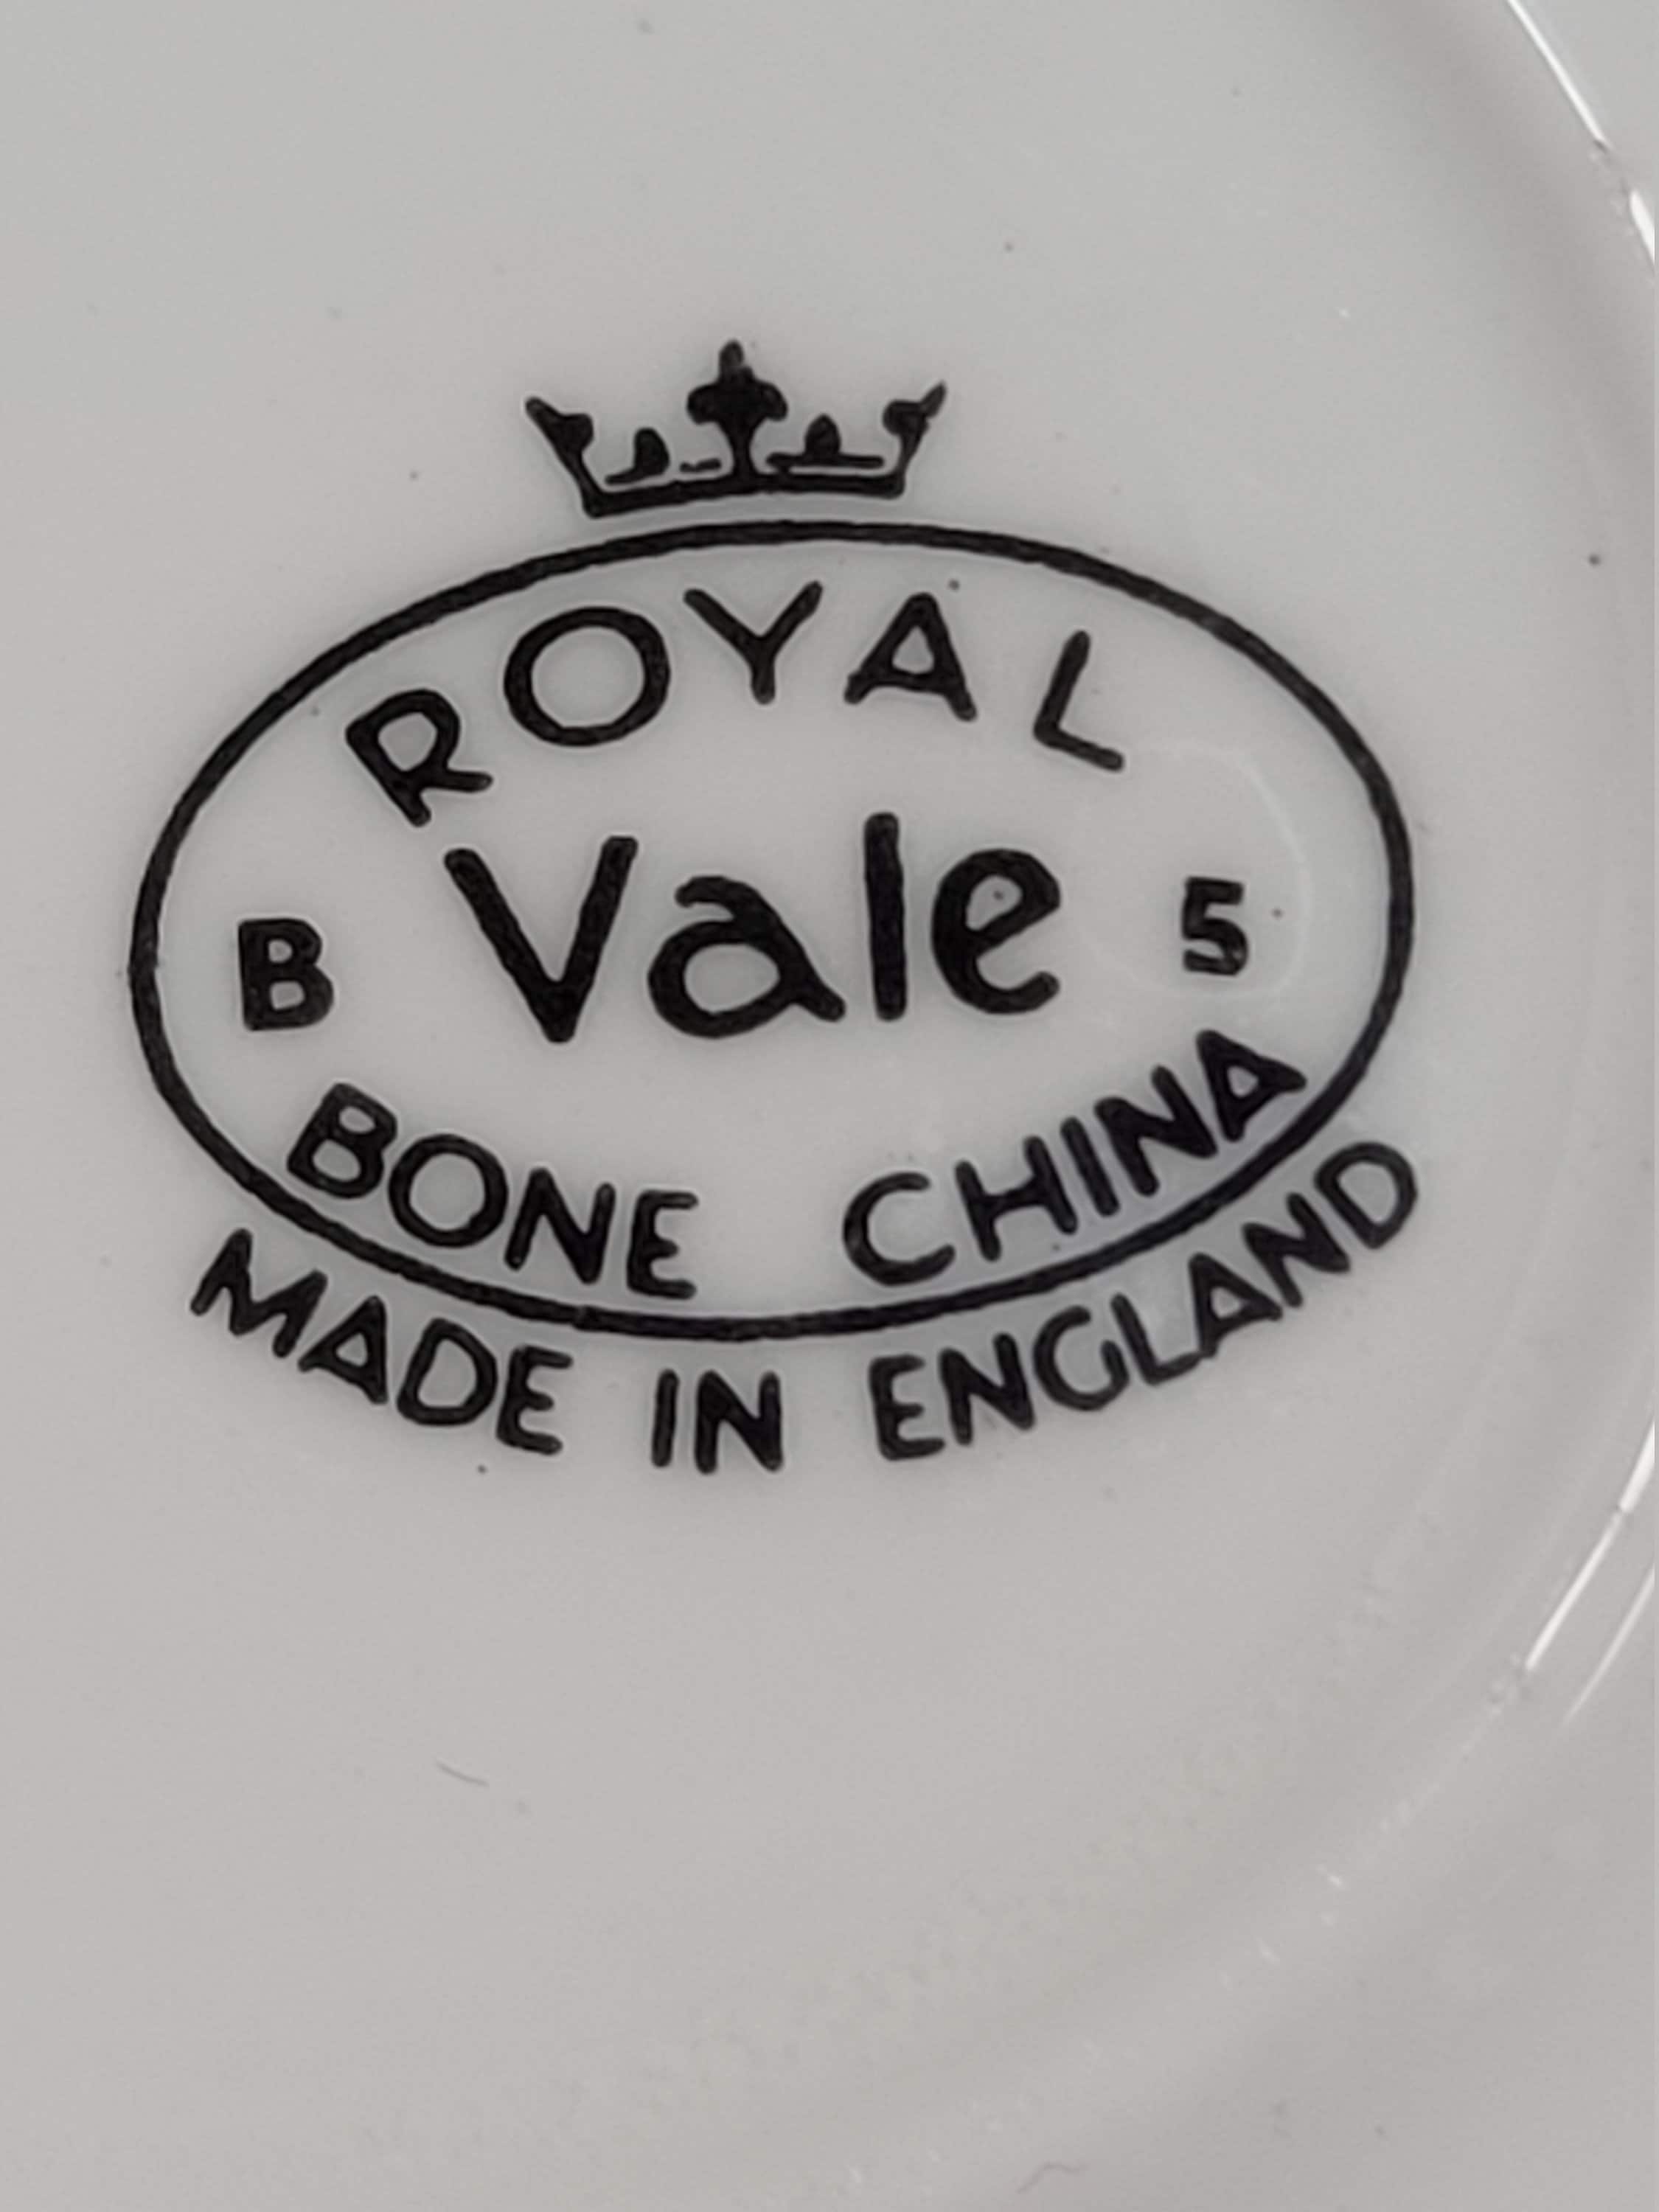 ROYAL
B Vale 5
BONE CHINA
MADE IN ENGLAND